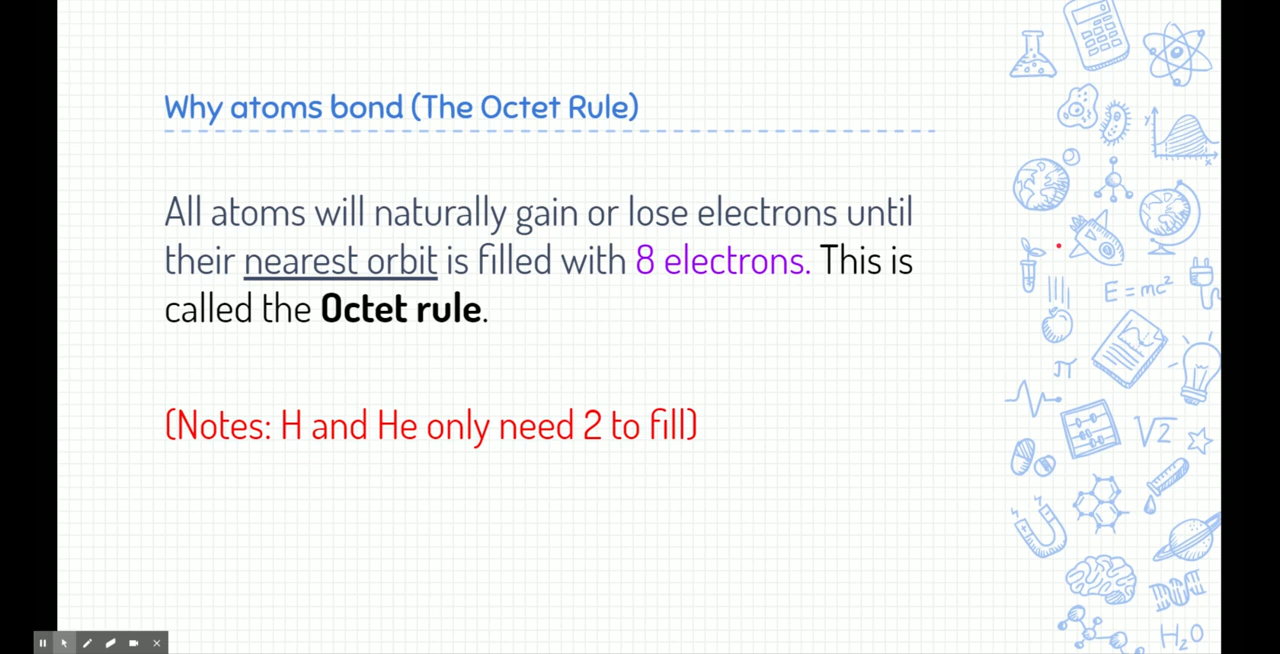 Why atoms bond (The Octet Rule)
All atoms will naturally gain or lose electrons until
their nearest orbit is filled with 8 electrons. This is
called the Octet rule.
(Notes: H and He only need 2 to fill)
y
x
E = mc²
π
√2
H₂O